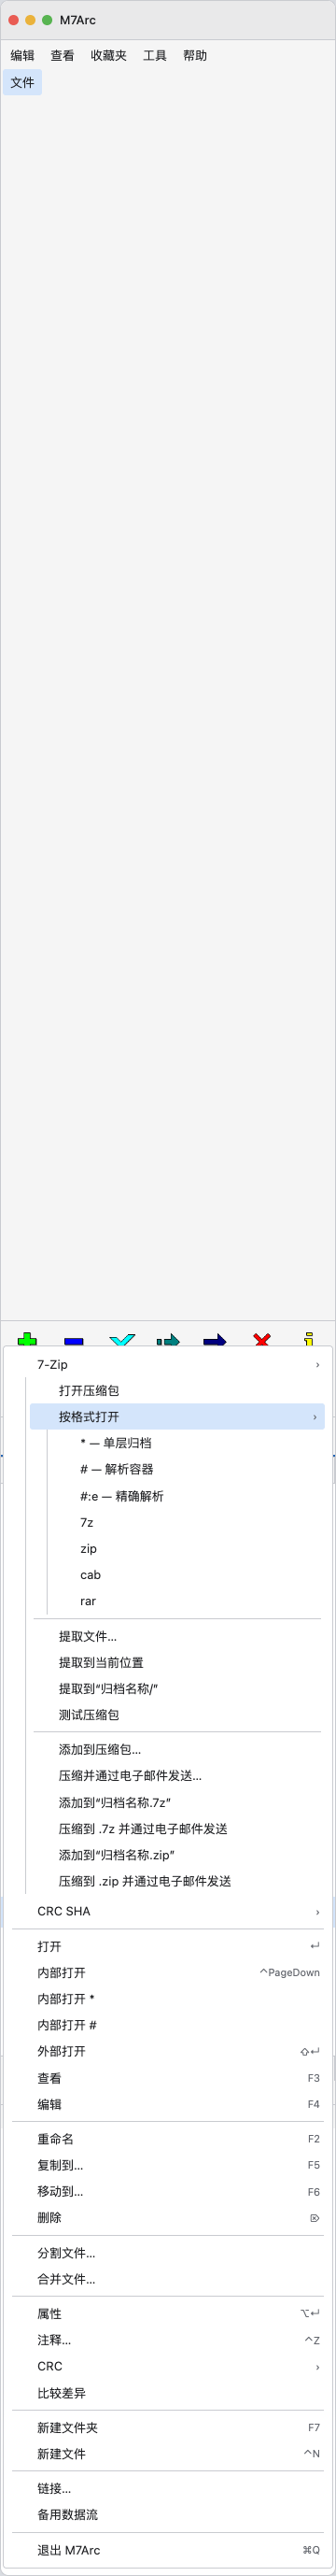 M7Arc
编辑 查看 收藏夹 工具 帮助
文件
7-Zip ›
打开压缩包
按格式打开 ›
* — 单层归档
# — 解析容器
#:e — 精确解析
7z
zip
cab
rar
提取文件...
提取到当前位置
提取到“归档名称/”
测试压缩包
添加到压缩包...
压缩并通过电子邮件发送...
添加到“归档名称.7z”
压缩到 .7z 并通过电子邮件发送
添加到“归档名称.zip”
压缩到 .zip 并通过电子邮件发送
CRC SHA ›
打开 ↵
内部打开 ^PageDown
内部打开 *
内部打开 #
外部打开 ⇧↵
查看 F3
编辑 F4
重命名 F2
复制到... F5
移动到... F6
删除 ⌦
分割文件...
合并文件...
属性 ⌥↵
注释... ^Z
CRC ›
比较差异
新建文件夹 F7
新建文件 ^N
链接...
备用数据流
退出 M7Arc ⌘Q